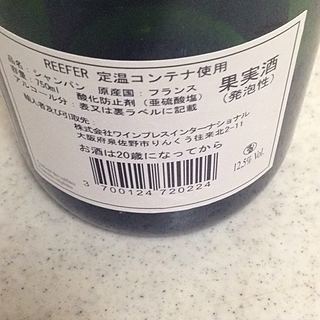 REEFER 定温コンテナ使用
品名：シャンパン 原産国：フランス
容量：750ml 酸化防止剤（亜硫酸塩）
アルコール分：表又は裏ラベルに記載
輸入者及び引取先：
株式会社ワインプレスインターナショナル
大阪府泉佐野市りんくう往来北2-11
お酒は20歳になってから
3 700124 720224
果実酒
（発泡性）
12.5% Vol.